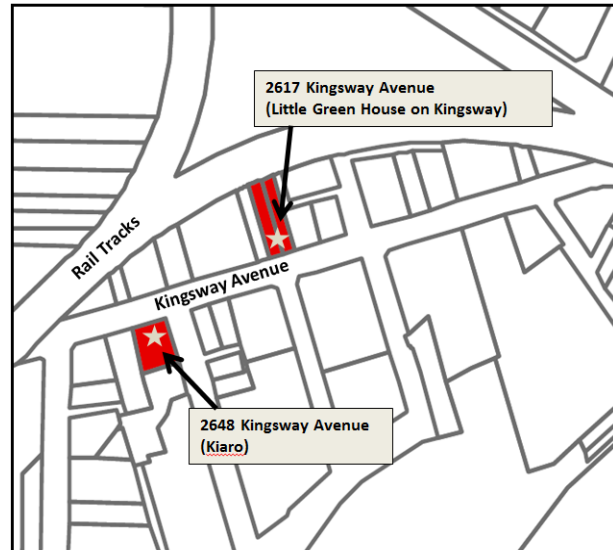 2617 Kingsway Avenue
(Little Green House on Kingsway)
Rail Tracks
Kingsway Avenue
2648 Kingsway Avenue
(Kiaro)